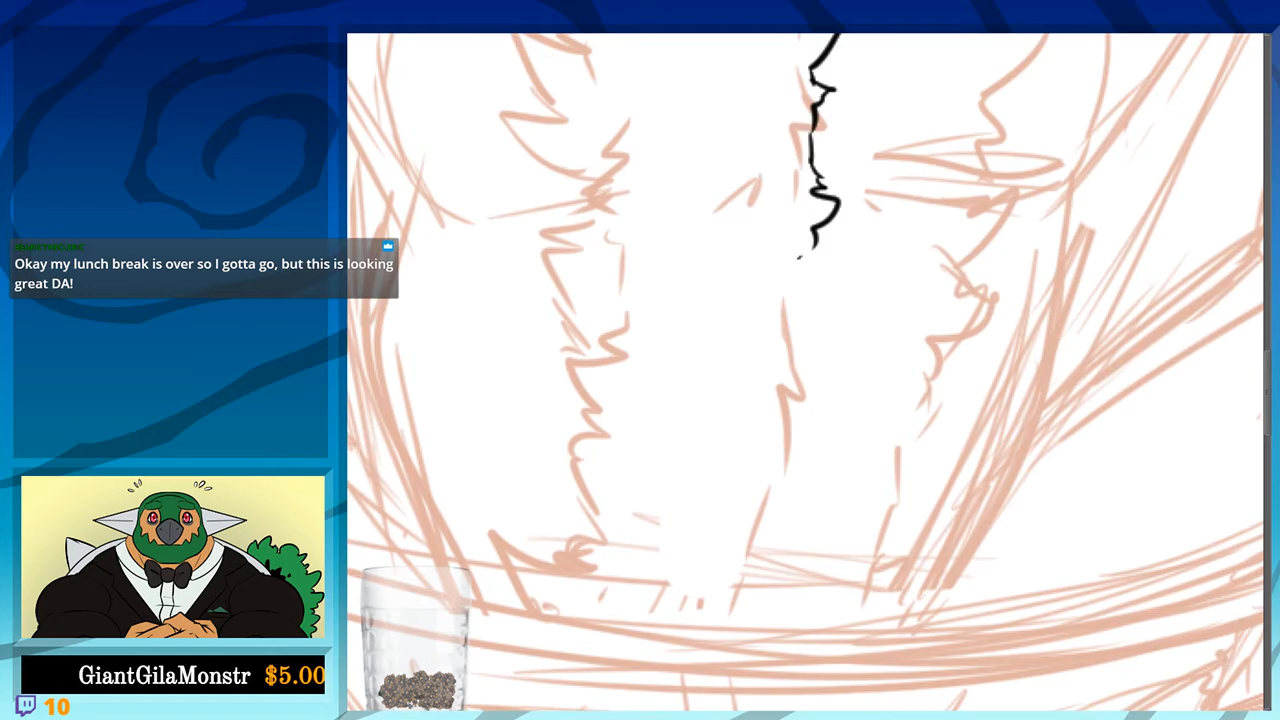 Okay my lunch break is over so I gotta go, but this is looking
great DA!
GiantGilaMonstr $5.00
10